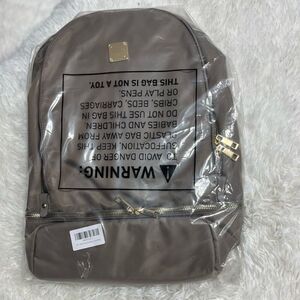 ⚠ WARNING:
TO AVOID DANGER OF
SUFFOCATION, KEEP THIS
PLASTIC BAG AWAY FROM
BABIES AND CHILDREN.
DO NOT USE THIS BAG IN
CRIBS, BEDS, CARRIAGES
OR PLAY PENS.
THIS BAG IS NOT A TOY.